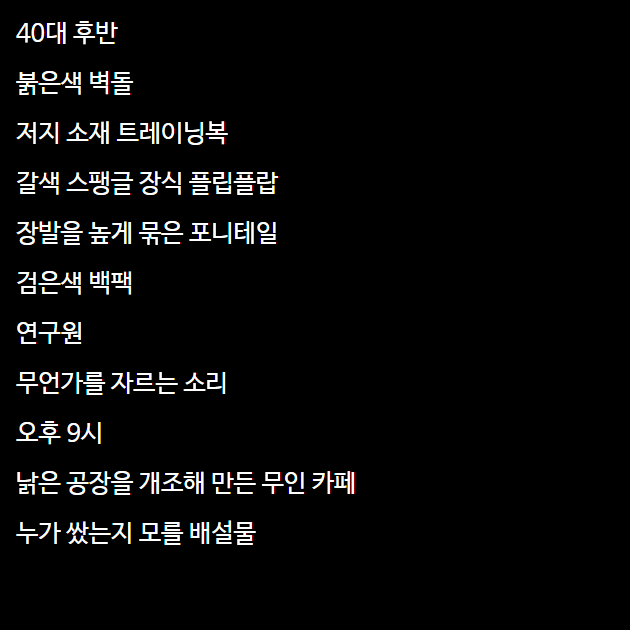 40대 후반
붉은색 벽돌
저지 소재 트레이닝복
갈색 스팽글 장식 플립플랍
장발을 높게 묶은 포니테일
검은색 백팩
연구원
무언가를 자르는 소리
오후 9시
낡은 공장을 개조해 만든 무인 카페
누가 쌌는지 모를 배설물